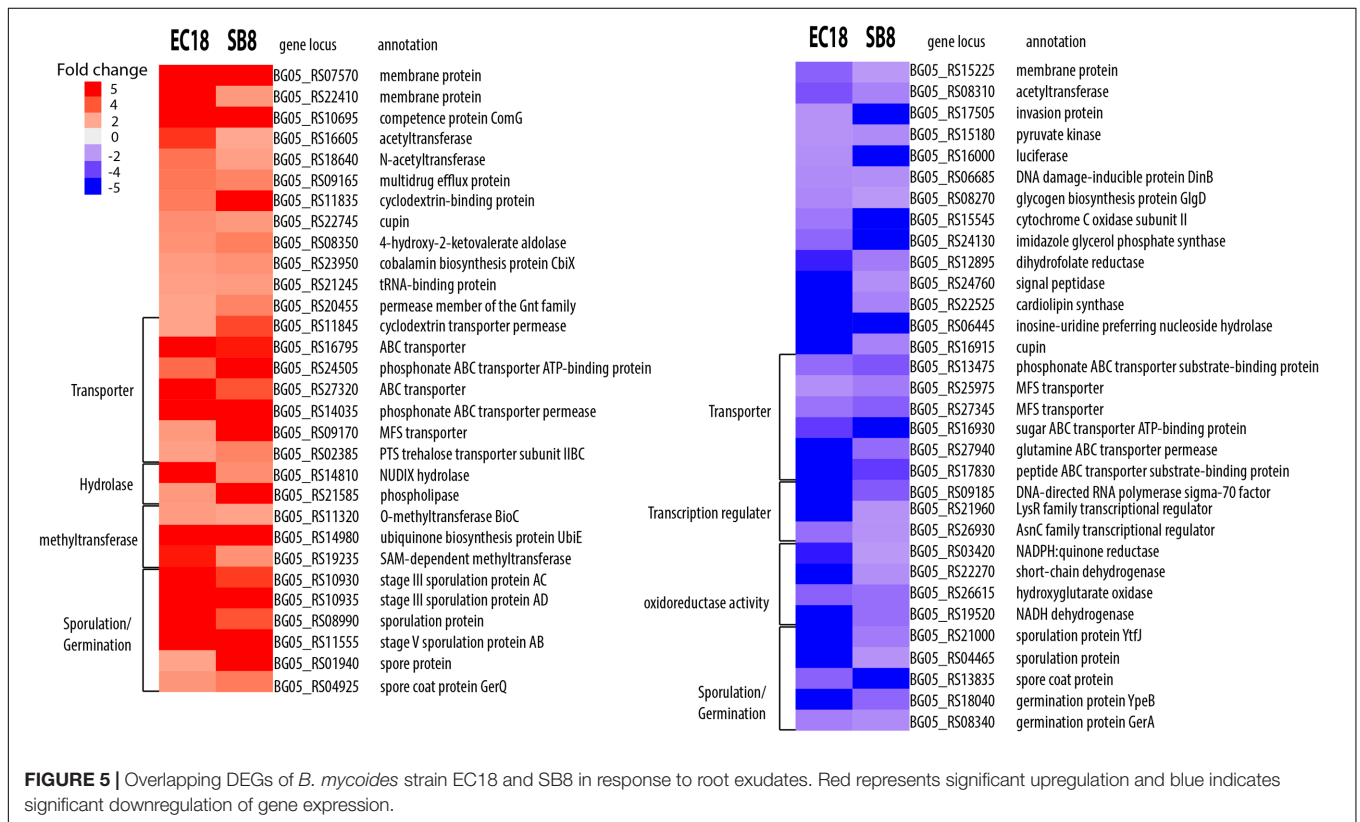 EC18 SB8 gene locus annotation
Fold change
5
4
2
0
-2
-4
-5
BG05_RS07570 membrane protein
BG05_RS22410 membrane protein
BG05_RS10695 competence protein ComG
BG05_RS16605 acetyltransferase
BG05_RS18640 N-acetyltransferase
BG05_RS09165 multidrug efflux protein
BG05_RS11835 cyclodextrin-binding protein
BG05_RS22745 cupin
BG05_RS08350 4-hydroxy-2-ketovalerate aldolase
BG05_RS23950 cobalamin biosynthesis protein CbiX
BG05_RS21245 tRNA-binding protein
BG05_RS20455 permease member of the Gnt family
Transporter
BG05_RS11845 cyclodextrin transporter permease
BG05_RS16795 ABC transporter
BG05_RS24505 phosphonate ABC transporter ATP-binding protein
BG05_RS27320 ABC transporter
BG05_RS14035 phosphonate ABC transporter permease
BG05_RS09170 MFS transporter
BG05_RS02385 PTS trehalose transporter subunit IIBC
Hydrolase
BG05_RS14810 NUDIX hydrolase
BG05_RS21585 phospholipase
methyltransferase
BG05_RS11320 O-methyltransferase BioC
BG05_RS14980 ubiquinone biosynthesis protein UbiE
BG05_RS19235 SAM-dependent methyltransferase
Sporulation/
Germination
BG05_RS10930 stage III sporulation protein AC
BG05_RS10935 stage III sporulation protein AD
BG05_RS08990 sporulation protein
BG05_RS11555 stage V sporulation protein AB
BG05_RS01940 spore protein
BG05_RS04925 spore coat protein GerQ
EC18 SB8 gene locus annotation
BG05_RS15225 membrane protein
BG05_RS08310 acetyltransferase
BG05_RS17505 invasion protein
BG05_RS15180 pyruvate kinase
BG05_RS16000 luciferase
BG05_RS06685 DNA damage-inducible protein DinB
BG05_RS08270 glycogen biosynthesis protein GlgD
BG05_RS15545 cytochrome C oxidase subunit II
BG05_RS24130 imidazole glycerol phosphate synthase
BG05_RS12895 dihydrofolate reductase
BG05_RS24760 signal peptidase
BG05_RS22525 cardiolipin synthase
BG05_RS06445 inosine-uridine preferring nucleoside hydrolase
BG05_RS16915 cupin
Transporter
BG05_RS13475 phosphonate ABC transporter substrate-binding protein
BG05_RS25975 MFS transporter
BG05_RS27345 MFS transporter
BG05_RS16930 sugar ABC transporter ATP-binding protein
BG05_RS27940 glutamine ABC transporter permease
BG05_RS17830 peptide ABC transporter substrate-binding protein
Transcription regulater
BG05_RS09185 DNA-directed RNA polymerase sigma-70 factor
BG05_RS21960 LysR family transcriptional regulator
BG05_RS26930 AsnC family transcriptional regulator
oxidoreductase activity
BG05_RS03420 NADPH:quinone reductase
BG05_RS22270 short-chain dehydrogenase
BG05_RS26615 hydroxyglutarate oxidase
BG05_RS19520 NADH dehydrogenase
Sporulation/
Germination
BG05_RS21000 sporulation protein YtfJ
BG05_RS04465 sporulation protein
BG05_RS13835 spore coat protein
BG05_RS18040 germination protein YpeB
BG05_RS08340 germination protein GerA
FIGURE 5 | Overlapping DEGs of B. mycoides strain EC18 and SB8 in response to root exudates. Red represents significant upregulation and blue indicates
significant downregulation of gene expression.